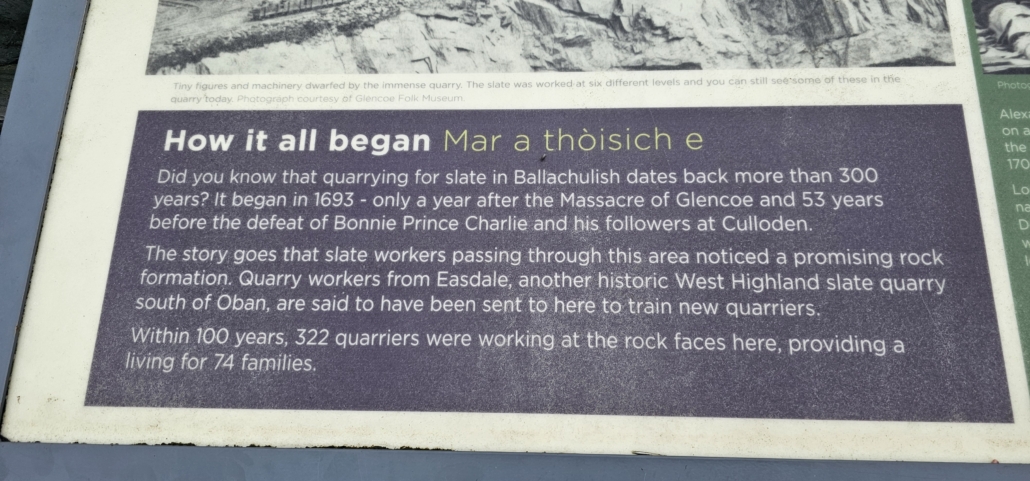 Tiny figures and machinery dwarfed by the immense quarry. The slate was worked at six different levels and you can still see some of these in the
quarry today. Photograph courtesy of Glencoe Folk Museum.
How it all began Mar a thòisich e
Did you know that quarrying for slate in Ballachulish dates back more than 300
years? It began in 1693 - only a year after the Massacre of Glencoe and 53 years
before the defeat of Bonnie Prince Charlie and his followers at Culloden.
The story goes that slate workers passing through this area noticed a promising rock
formation. Quarry workers from Easdale, another historic West Highland slate quarry
south of Oban, are said to have been sent to here to train new quarriers.
Within 100 years, 322 quarriers were working at the rock faces here, providing a
living for 74 families.
on a
the
170